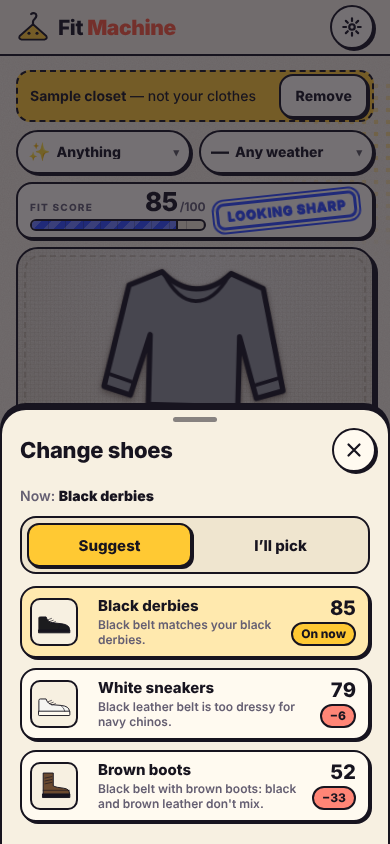 Fit Machine
Sample closet — not your clothes
Remove
✨ Anything ▾
— Any weather ▾
FIT SCORE
85/100
LOOKING SHARP
Change shoes
Now: Black derbies
Suggest
I’ll pick
Black derbies
85
Black belt matches your black
derbies.
On now
White sneakers
79
Black leather belt is too dressy for
navy chinos.
−6
Brown boots
52
Black belt with brown boots: black
and brown leather don't mix.
−33